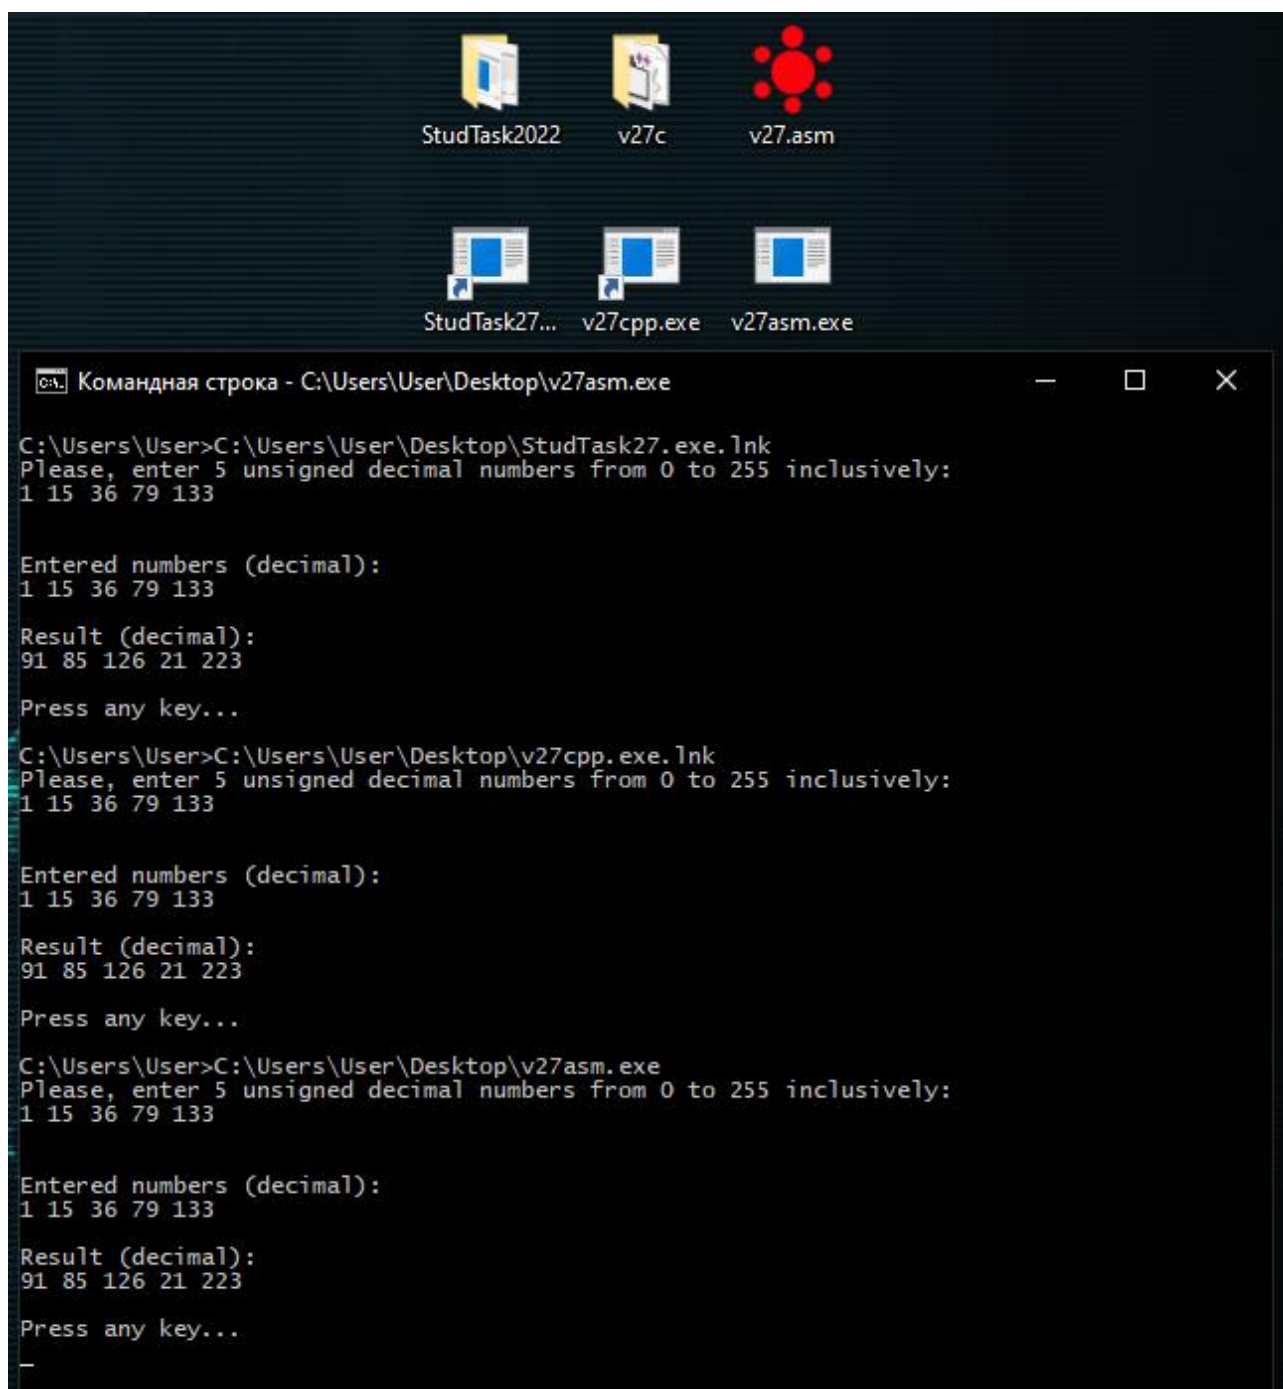 StudTask2022 v27c v27.asm
StudTask27... v27cpp.exe v27asm.exe
Командная строка - C:\Users\User\Desktop\v27asm.exe
C:\Users\User>C:\Users\User\Desktop\StudTask27.exe.lnk
Please, enter 5 unsigned decimal numbers from 0 to 255 inclusively:
1 15 36 79 133
Entered numbers (decimal):
1 15 36 79 133
Result (decimal):
91 85 126 21 223
Press any key...
C:\Users\User>C:\Users\User\Desktop\v27cpp.exe.lnk
Please, enter 5 unsigned decimal numbers from 0 to 255 inclusively:
1 15 36 79 133
Entered numbers (decimal):
1 15 36 79 133
Result (decimal):
91 85 126 21 223
Press any key...
C:\Users\User>C:\Users\User\Desktop\v27asm.exe
Please, enter 5 unsigned decimal numbers from 0 to 255 inclusively:
1 15 36 79 133
Entered numbers (decimal):
1 15 36 79 133
Result (decimal):
91 85 126 21 223
Press any key...